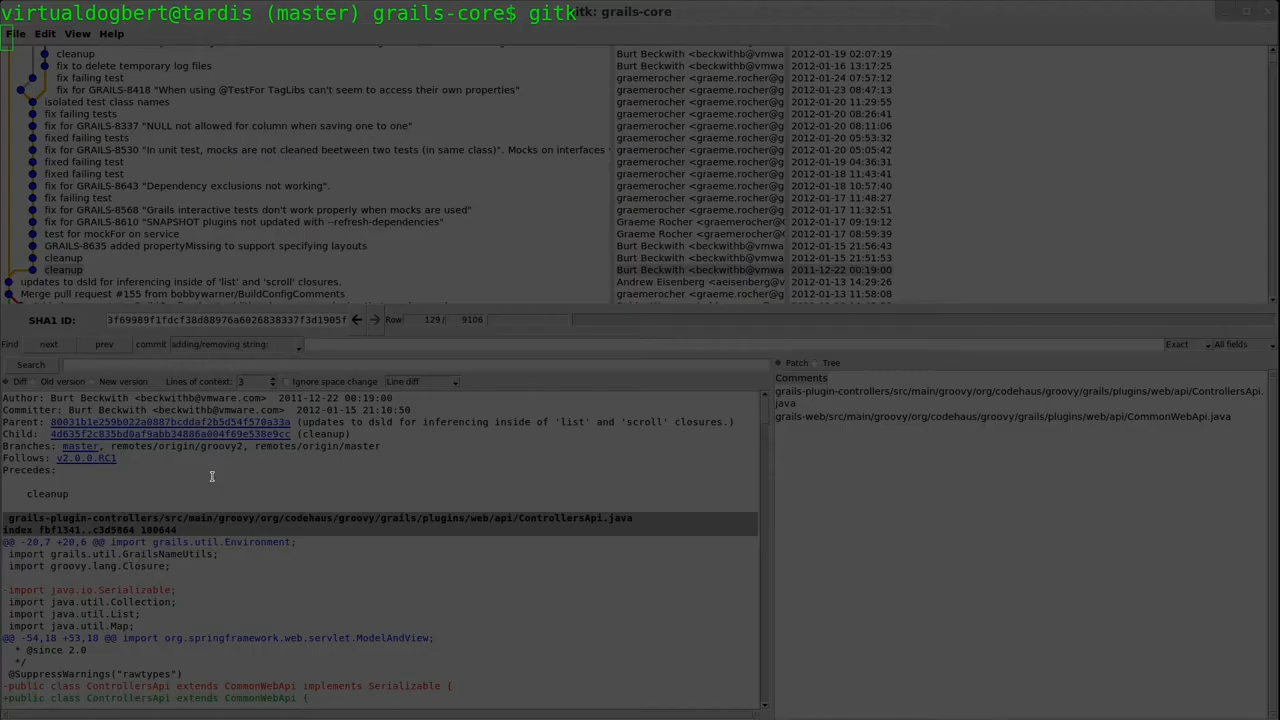 virtualdogbert@tardis (master) grails-core$ gitk
gitk: grails-core
File Edit View Help
cleanup Burt Beckwith <beckwithb@vmwa 2012-01-19 02:07:19
fix to delete temporary log files Burt Beckwith <beckwithb@vmwa 2012-01-16 13:17:25
fix failing test graemerocher <graeme.rocher@g 2012-01-24 07:57:12
fix for GRAILS-8418 "When using @TestFor TagLibs can't seem to access their own properties" graemerocher <graeme.rocher@g 2012-01-23 08:47:13
isolated test class names graemerocher <graeme.rocher@g 2012-01-20 11:29:55
fix failing tests graemerocher <graeme.rocher@g 2012-01-20 08:26:41
fix for GRAILS-8337 "NULL not allowed for column when saving one to one" graemerocher <graeme.rocher@g 2012-01-20 08:11:06
fixed failing tests graemerocher <graeme.rocher@g 2012-01-20 05:53:32
fix for GRAILS-8530 "In unit test, mocks are not cleaned beetween two tests (in same class)". Mocks on interfaces graemerocher <graeme.rocher@g 2012-01-20 05:05:42
fixed failing test graemerocher <graeme.rocher@g 2012-01-19 04:36:31
fixed failing test graemerocher <graeme.rocher@g 2012-01-18 11:43:41
fix for GRAILS-8643 "Dependency exclusions not working". graemerocher <graeme.rocher@g 2012-01-18 10:57:40
fix failing test graemerocher <graeme.rocher@g 2012-01-17 11:48:27
fix for GRAILS-8568 "Grails interactive tests don't work properly when mocks are used" graemerocher <graeme.rocher@g 2012-01-17 11:32:51
fix for GRAILS-8610 "SNAPSHOT plugins not updated with --refresh-dependencies" Graeme Rocher <graemerocher@ 2012-01-17 09:19:12
test for mockFor on service Graeme Rocher <graemerocher@ 2012-01-17 08:59:39
GRAILS-8635 added propertyMissing to support specifying layouts Burt Beckwith <beckwithb@vmwa 2012-01-15 21:56:43
cleanup Burt Beckwith <beckwithb@vmwa 2012-01-15 21:51:53
cleanup Burt Beckwith <beckwithb@vmwa 2011-12-22 00:19:00
updates to dsld for inferencing inside of 'list' and 'scroll' closures. Andrew Eisenberg <aeisenberg@v 2012-01-13 14:29:26
Merge pull request #155 from bobbywarner/BuildConfigComments graemerocher <graeme.rocher@g 2012-01-13 11:58:08
SHA1 ID: 3f69989f1fdcf38d88976a6026838337f3d1905f Row 129 / 9106
Find next prev commit adding/removing string: Exact All fields
Search
Patch Tree
Diff Old version New version Lines of context: 3 Ignore space change Line diff
Comments
grails-plugin-controllers/src/main/groovy/org/codehaus/groovy/grails/plugins/web/api/ControllersApi.
java
grails-web/src/main/groovy/org/codehaus/groovy/grails/plugins/web/api/CommonWebApi.java
Author: Burt Beckwith <beckwithb@vmware.com> 2011-12-22 00:19:00
Committer: Burt Beckwith <beckwithb@vmware.com> 2012-01-15 21:10:50
Parent: 80031b1e259b022a0887bcddaf2b5d54f570a33a (updates to dsld for inferencing inside of 'list' and 'scroll' closures.)
Child: 4d635f2c835bd0af9abb34886a004f69e538e9cc (cleanup)
Branches: master, remotes/origin/groovy2, remotes/origin/master
Follows: v2.0.0.RC1
Precedes:
cleanup
grails-plugin-controllers/src/main/groovy/org/codehaus/groovy/grails/plugins/web/api/ControllersApi.java
index fbf1341..c3d5864 100644
@@ -20,7 +20,6 @@ import grails.util.Environment;
import grails.util.GrailsNameUtils;
import groovy.lang.Closure;
-import java.io.Serializable;
import java.util.Collection;
import java.util.List;
import java.util.Map;
@@ -54,18 +53,18 @@ import org.springframework.web.servlet.ModelAndView;
* @since 2.0
*/
@SuppressWarnings("rawtypes")
-public class ControllersApi extends CommonWebApi implements Serializable {
+public class ControllersApi extends CommonWebApi {